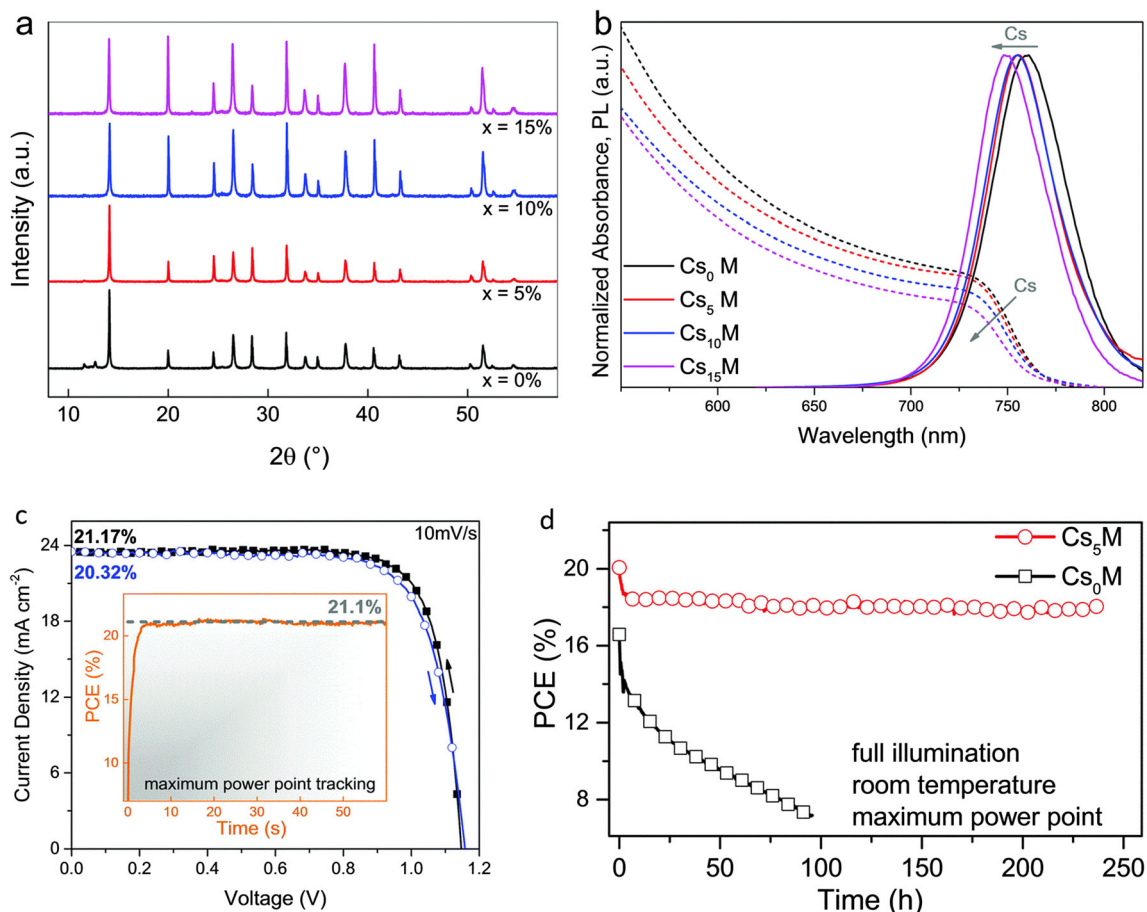 a
Intensity (a.u.)
x = 15%
x = 10%
x = 5%
x = 0%
10 20 30 40 50
2θ (°)
b
Cs
Normalized Absorbance, PL (a.u.)
Cs₀ M
Cs₅ M
Cs₁₀M
Cs₁₅M
Cs
600 650 700 750 800
Wavelength (nm)
c
21.17%
20.32%
10mV/s
Current Density (mA cm⁻²)
24
18
12
6
0
21.1%
PCE (%)
20
15
10
maximum power point tracking
0 10 20 30 40 50
Time (s)
0.0 0.2 0.4 0.6 0.8 1.0 1.2
Voltage (V)
d
Cs₅M
Cs₀M
PCE (%)
20
16
12
8
full illumination
room temperature
maximum power point
0 50 100 150 200 250
Time (h)